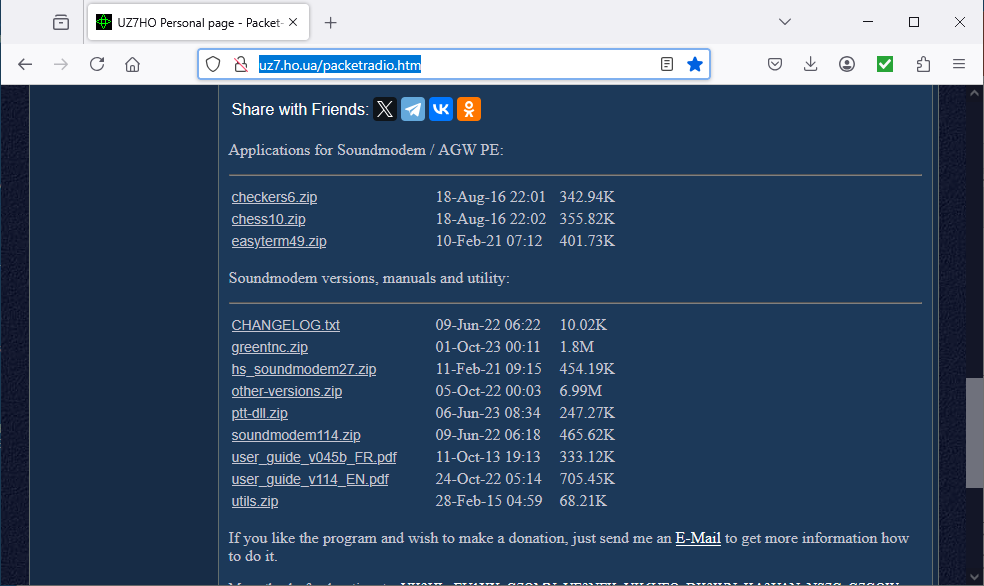 UZ7HO Personal page - Packet-
uz7.ho.ua/packetradio.htm
Share with Friends:
Applications for Soundmodem / AGW PE:
checkers6.zip 18-Aug-16 22:01 342.94K
chess10.zip 18-Aug-16 22:02 355.82K
easyterm49.zip 10-Feb-21 07:12 401.73K
Soundmodem versions, manuals and utility:
CHANGELOG.txt 09-Jun-22 06:22 10.02K
greentnc.zip 01-Oct-23 00:11 1.8M
hs_soundmodem27.zip 11-Feb-21 09:15 454.19K
other-versions.zip 05-Oct-22 00:03 6.99M
ptt-dll.zip 06-Jun-23 08:34 247.27K
soundmodem114.zip 09-Jun-22 06:18 465.62K
user_guide_v045b_FR.pdf 11-Oct-13 19:13 333.12K
user_guide_v114_EN.pdf 24-Oct-22 05:14 705.45K
utils.zip 28-Feb-15 04:59 68.21K
If you like the program and wish to make a donation, just send me an E-Mail to get more information how
to do it.